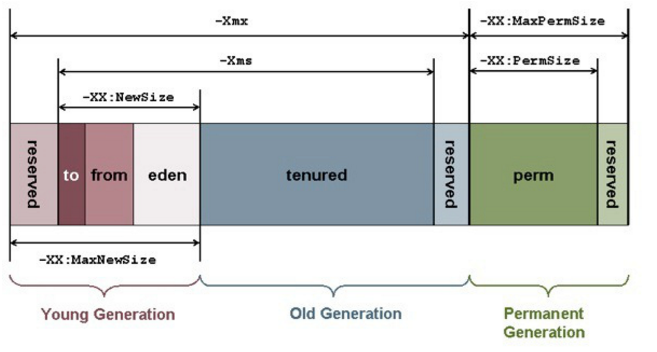 -Xmx
-XX:MaxPermSize
-Xms
-XX:PermSize
-XX:NewSize
reserved
to
from
eden
tenured
reserved
perm
reserved
-XX:MaxNewSize
Young Generation
Old Generation
Permanent
Generation